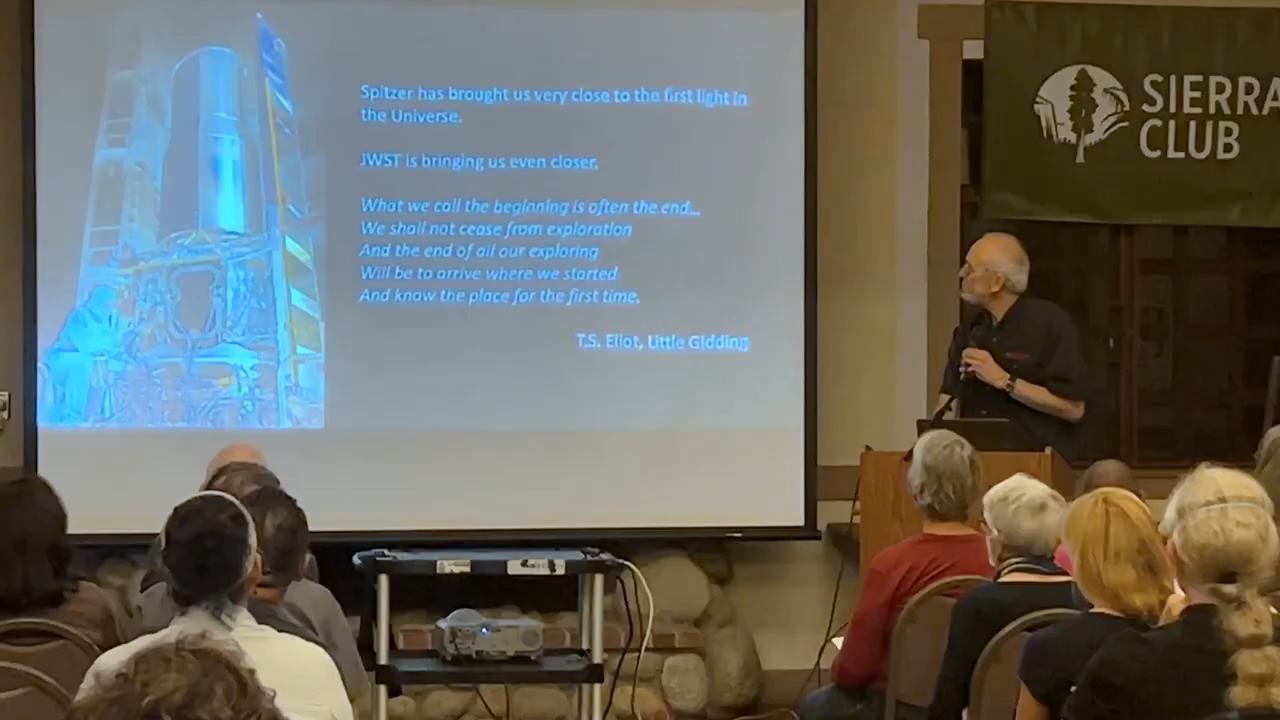 Spitzer has brought us very close to the first light in
the Universe.
JWST is bringing us even closer.
What we call the beginning is often the end...
We shall not cease from exploration
And the end of all our exploring
Will be to arrive where we started
And know the place for the first time.
T.S. Eliot, Little Gidding
SIERRA
CLUB